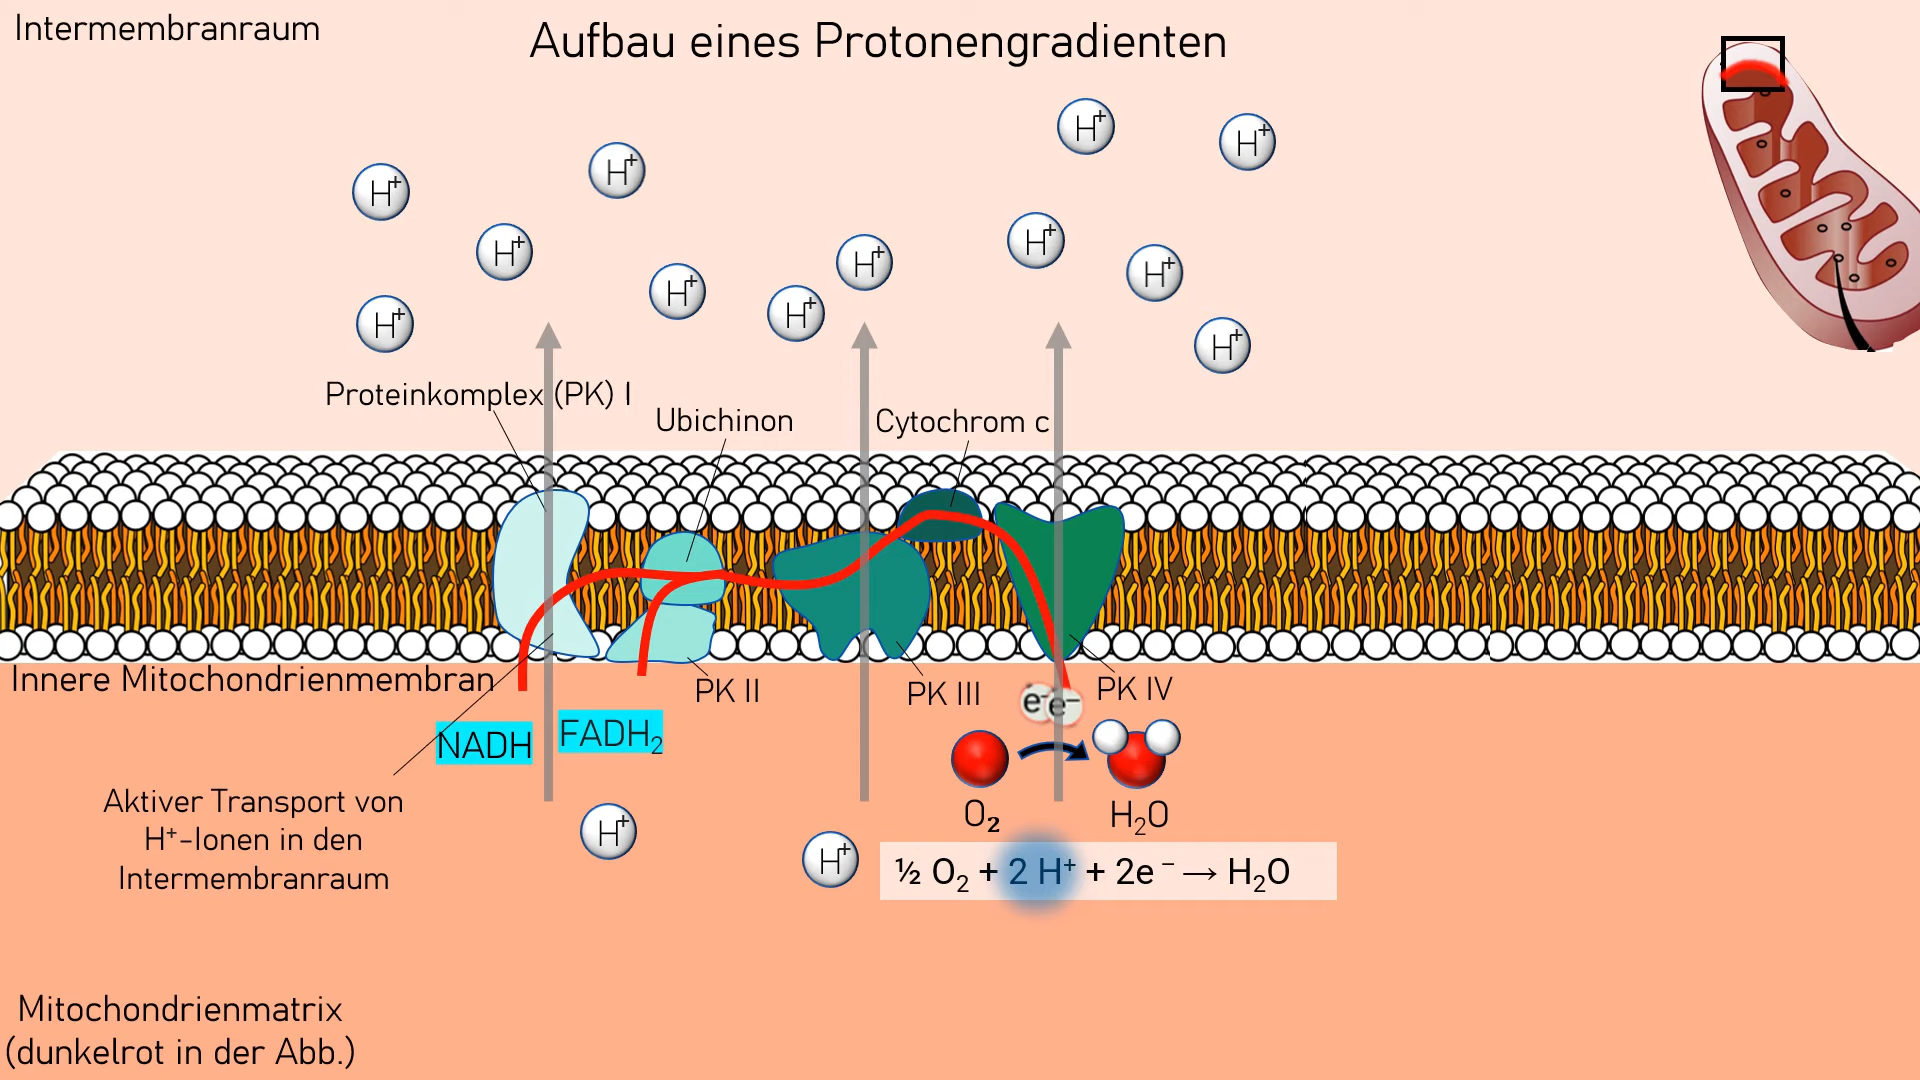 Intermembranraum
Aufbau eines Protonengradienten
H⁺
H⁺
H⁺
H⁺
H⁺
H⁺
H⁺
H⁺
H⁺
H⁺
H⁺
H⁺
H⁺
Proteinkomplex (PK) I
Ubichinon
Cytochrom c
Innere Mitochondrienmembran
PK II
PK III
PK IV
e⁻
e⁻
NADH
FADH₂
Aktiver Transport von
H⁺-Ionen in den
Intermembranraum
O₂
H₂O
H⁺
H⁺
½ O₂ + 2 H⁺ + 2e⁻ → H₂O
Mitochondrienmatrix
(dunkelrot in der Abb.)